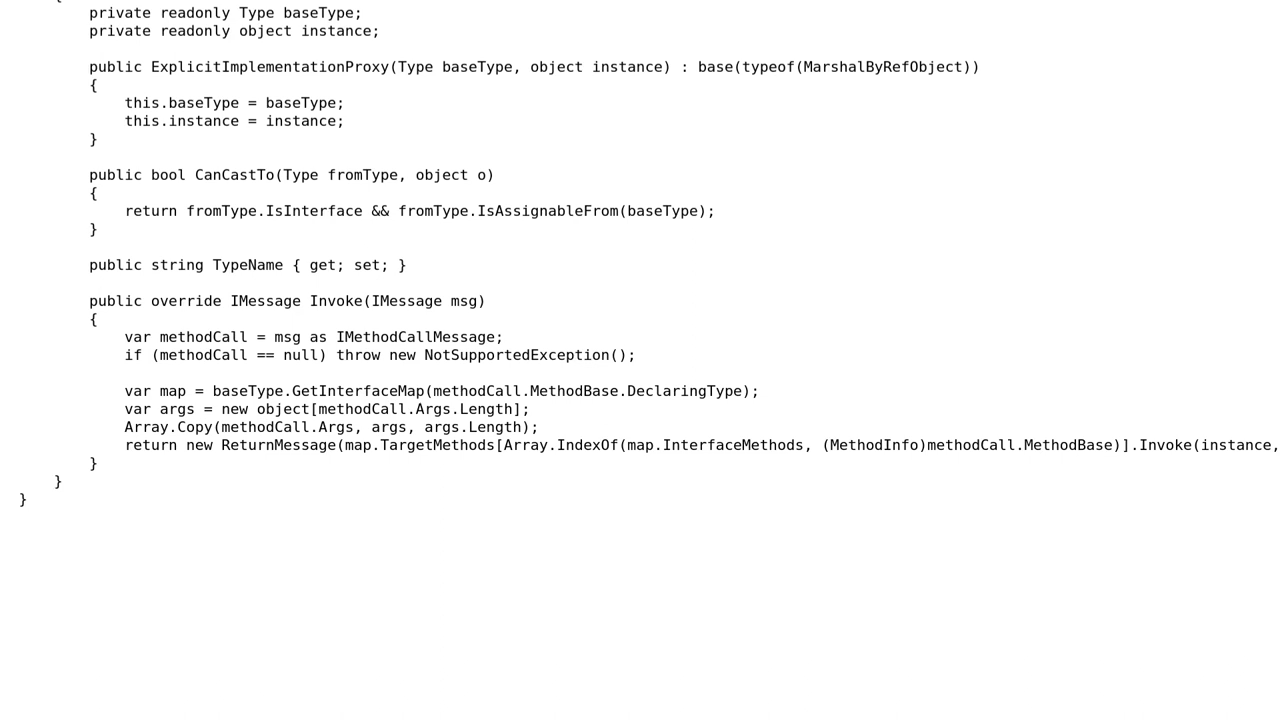 {
private readonly Type baseType;
private readonly object instance;
public ExplicitImplementationProxy(Type baseType, object instance) : base(typeof(MarshalByRefObject))
{
this.baseType = baseType;
this.instance = instance;
}
public bool CanCastTo(Type fromType, object o)
{
return fromType.IsInterface && fromType.IsAssignableFrom(baseType);
}
public string TypeName { get; set; }
public override IMessage Invoke(IMessage msg)
{
var methodCall = msg as IMethodCallMessage;
if (methodCall == null) throw new NotSupportedException();
var map = baseType.GetInterfaceMap(methodCall.MethodBase.DeclaringType);
var args = new object[methodCall.Args.Length];
Array.Copy(methodCall.Args, args, args.Length);
return new ReturnMessage(map.TargetMethods[Array.IndexOf(map.InterfaceMethods, (MethodInfo)methodCall.MethodBase)].Invoke(instance,
}
}
}